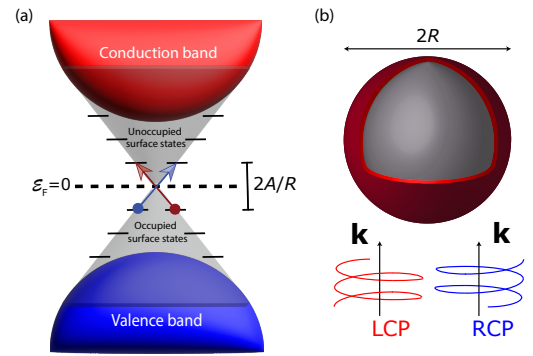 (a)
Conduction band
Unoccupied
surface states
ℰF=0
2A/R
Occupied
surface states
Valence band
(b)
2R
k
k
LCP
RCP